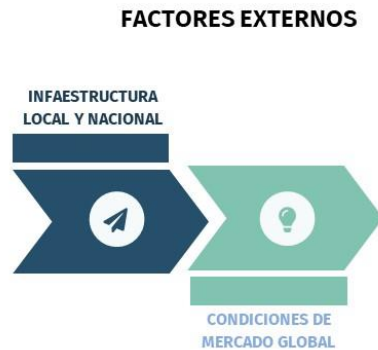 FACTORES EXTERNOS
INFAESTRUCTURA
LOCAL Y NACIONAL
CONDICIONES DE
MERCADO GLOBAL